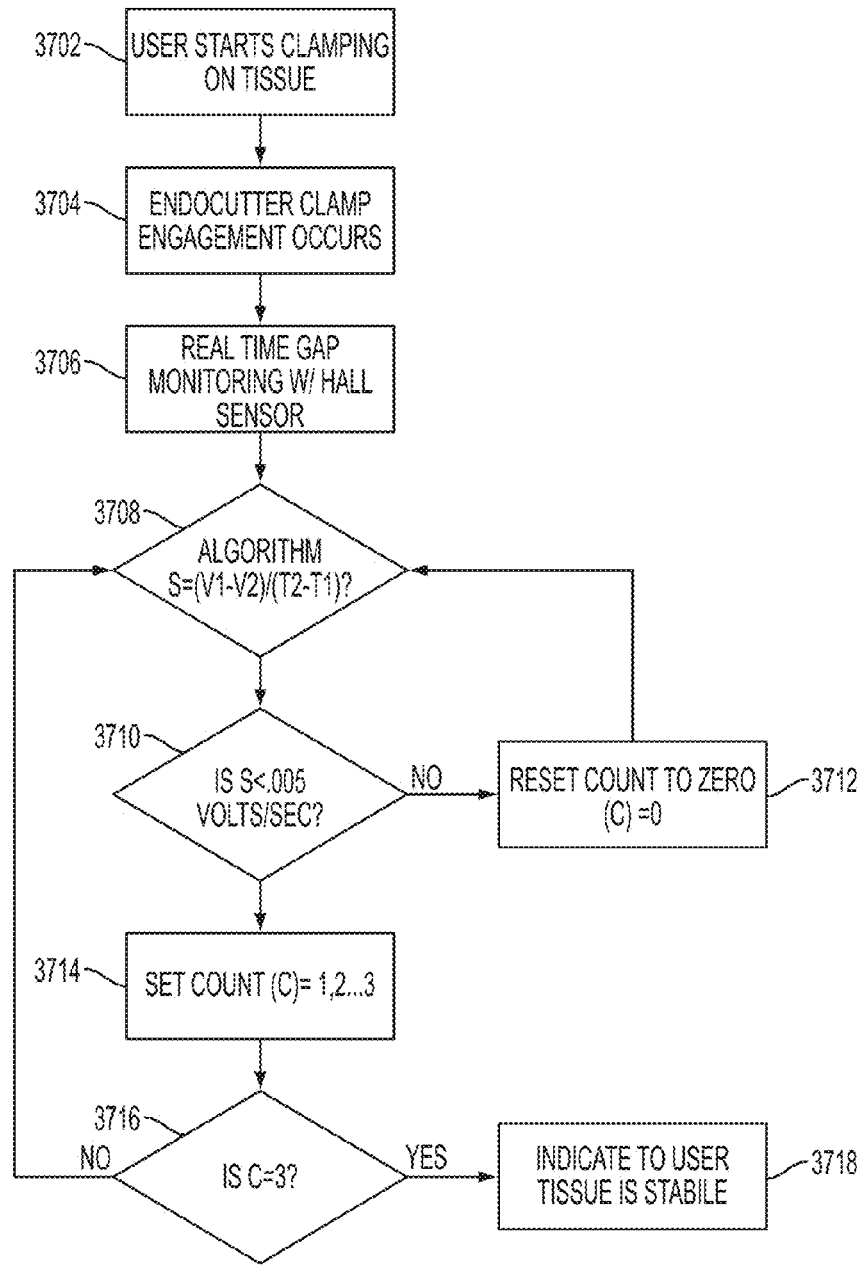 3702
USER STARTS CLAMPING
ON TISSUE
3704
ENDOCUTTER CLAMP
ENGAGEMENT OCCURS
3706
REAL TIME GAP
MONITORING W/ HALL
SENSOR
3708
ALGORITHM
S=(V1-V2)/(T2-T1)?
3710
IS S<.005
VOLTS/SEC?
NO
RESET COUNT TO ZERO
(C) =0
3712
3714
SET COUNT (C)= 1,2...3
3716
NO
IS C=3?
YES
INDICATE TO USER
TISSUE IS STABILE
3718